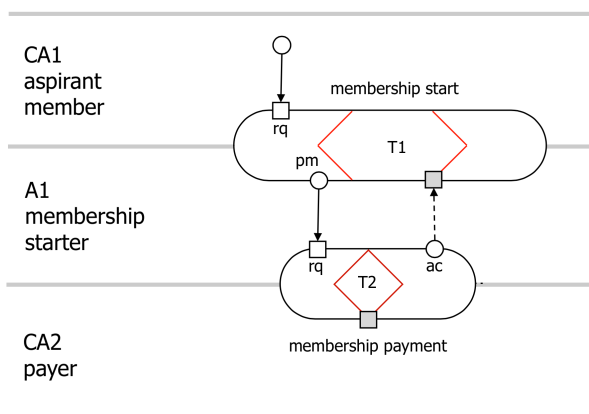 CA1
aspirant
member
membership start
rq
T1
pm
A1
membership
starter
rq
ac
T2
CA2
payer
membership payment